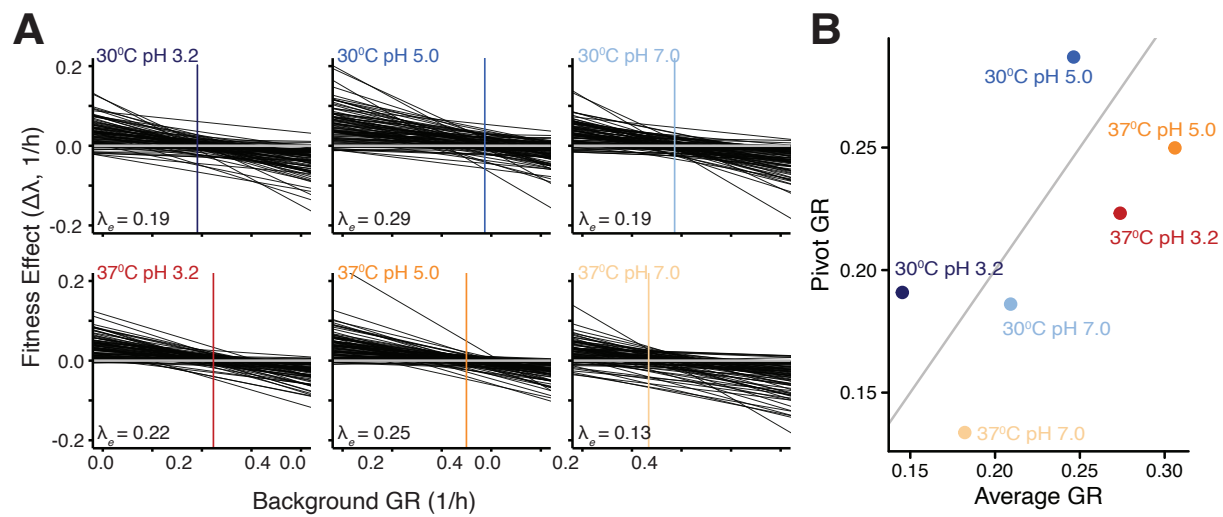 A
B
Fitness Effect (Δλ, 1/h)
30⁰C pH 3.2
30⁰C pH 5.0
30⁰C pH 7.0
0.2
0.0
-0.2
λe = 0.19
λe = 0.29
λe = 0.19
37⁰C pH 3.2
37⁰C pH 5.0
37⁰C pH 7.0
0.2
0.0
-0.2
λe = 0.22
λe = 0.25
λe = 0.13
0.0 0.2 0.4 0.0 0.2 0.4 0.0 0.2 0.4
Background GR (1/h)
Pivot GR
0.25
0.20
0.15
30⁰C pH 5.0
37⁰C pH 5.0
37⁰C pH 3.2
30⁰C pH 3.2
30⁰C pH 7.0
37⁰C pH 7.0
0.15 0.20 0.25 0.30
Average GR